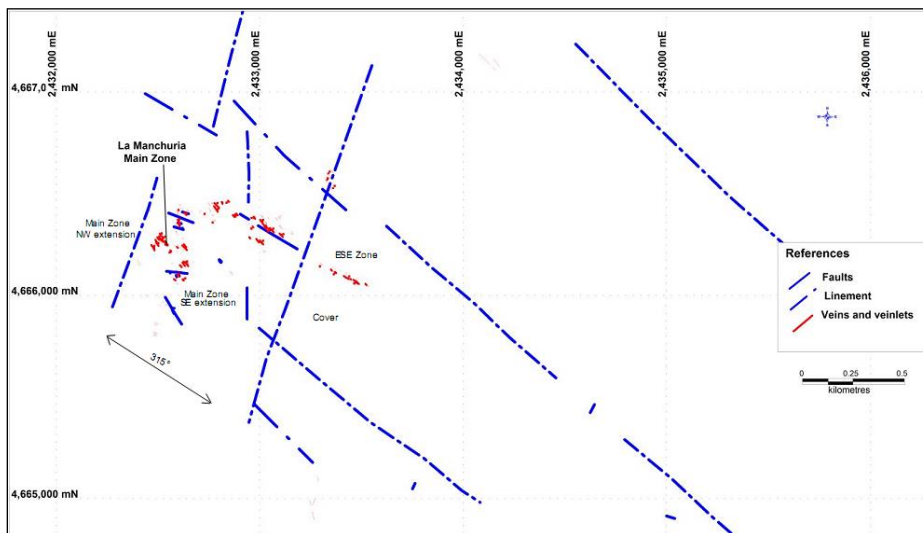 2,432,000 mE
2,433,000 mE
2,434,000 mE
2,435,000 mE
2,436,000 mE
4,667,0 mN
La Manchuria
Main Zone
Main Zone
NW extension
ESE Zone
References
Faults
Linement
Veins and veinlets
4,666,000 mN
Main Zone
SE extension
Cover
315°
0 0.25 0.5
kilometres
4,665,000 mN